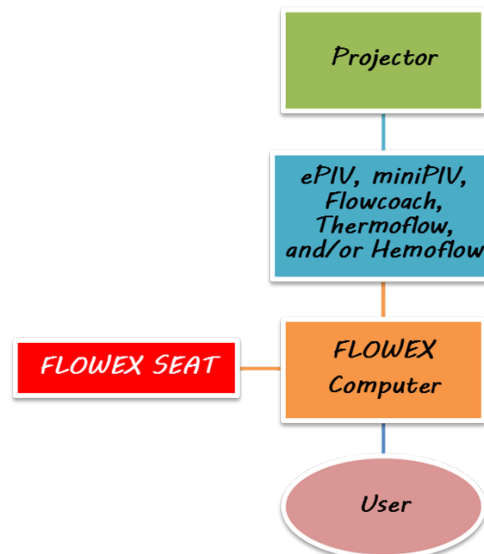 Projector
ePIV, miniPIV,
Flowcoach,
Thermoflow,
and/or Hemoflow
FLOWEX SEAT
FLOWEX
Computer
User